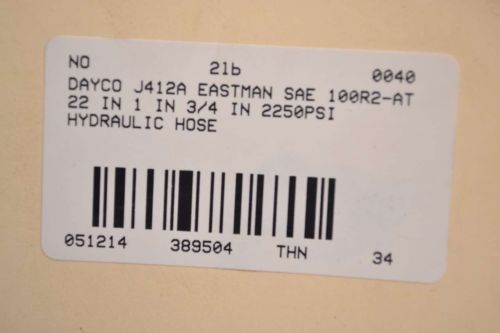 NO 2lb 0040
DAYCO J412A EASTMAN SAE 100R2-AT
22 IN 1 IN 3/4 IN 2250PSI
HYDRAULIC HOSE
051214 389504 THN 34